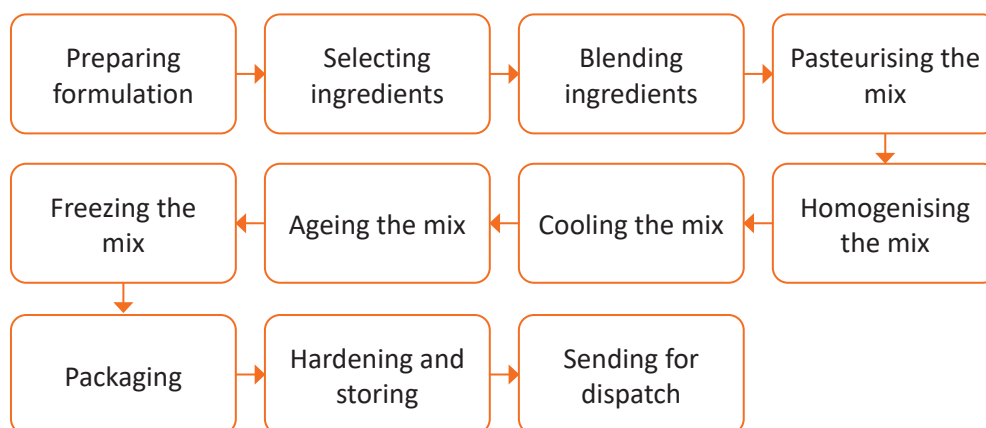 Preparing
formulation
Selecting
ingredients
Blending
ingredients
Pasteurising the
mix
Homogenising
the mix
Cooling the mix
Ageing the mix
Freezing the
mix
Packaging
Hardening and
storing
Sending for
dispatch